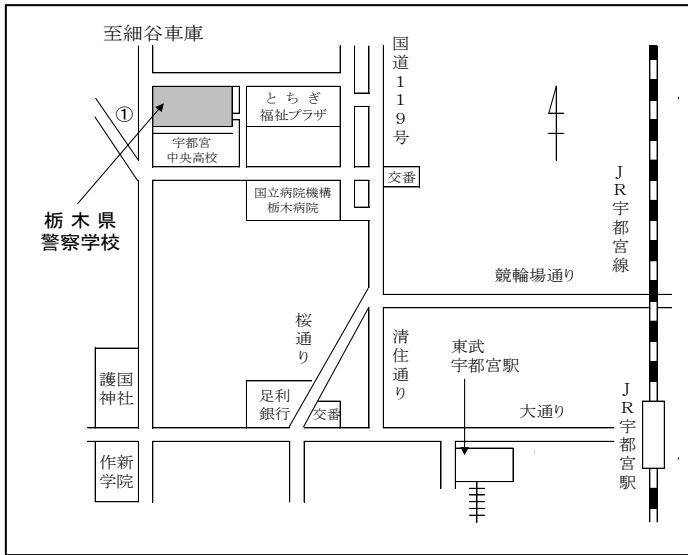 至細谷車庫
①
とちぎ
福祉プラザ
国道119号
宇都宮
中央高校
交番
栃木県
警察学校
国立病院機構
栃木病院
JR宇都宮線
競輪場通り
桜通り
清住通り
東武
宇都宮駅
護国
神社
足利
銀行
交番
大通り
JR宇都宮駅
作新
学院